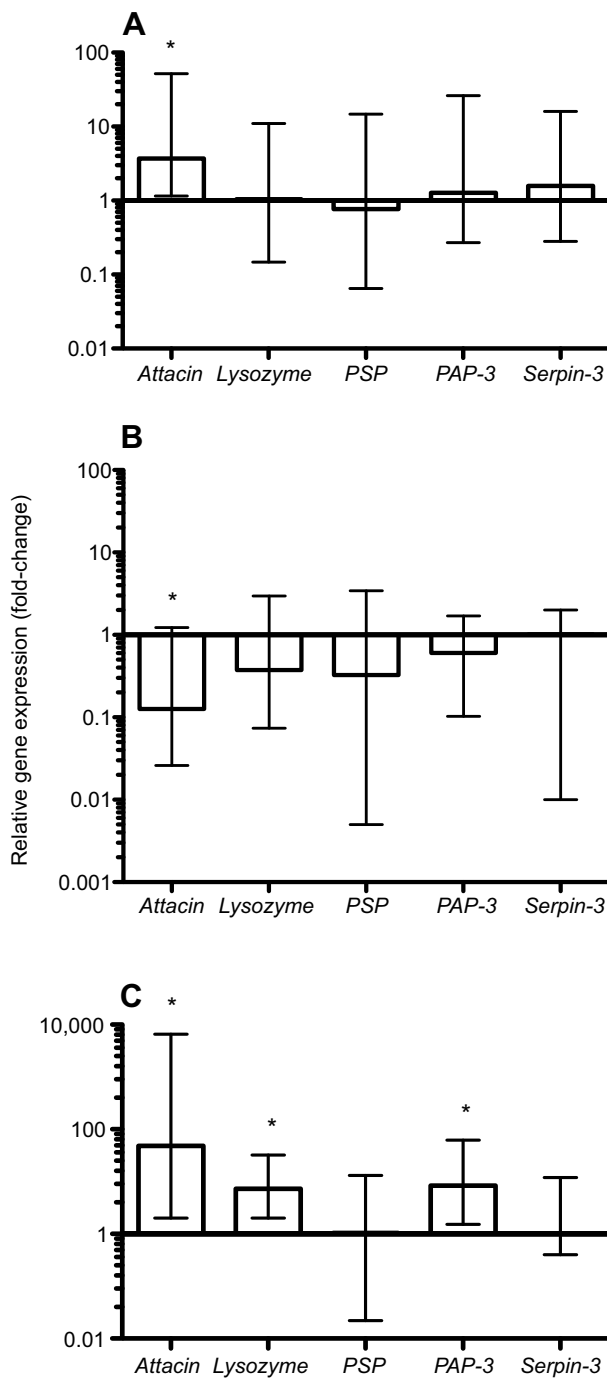 A
*
100
10
1
0.1
0.01
Attacin Lysozyme PSP PAP-3 Serpin-3
Relative gene expression (fold-change)
B
100
10
*
1
0.1
0.01
0.001
Attacin Lysozyme PSP PAP-3 Serpin-3
C
*
10,000
* *
100
1
0.01
Attacin Lysozyme PSP PAP-3 Serpin-3